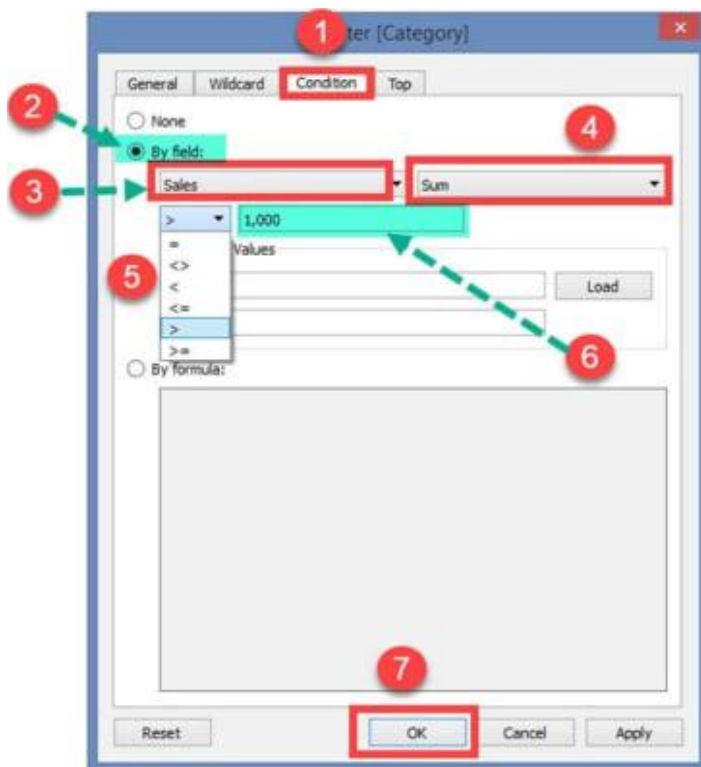 1
ter [Category]
General Wildcard Condition Top
2
None
4
By field:
3
Sales Sum
> 1,000
=
Values
<>
5
< Load
<=
>
6
>=
By formula:
7
Reset OK Cancel Apply